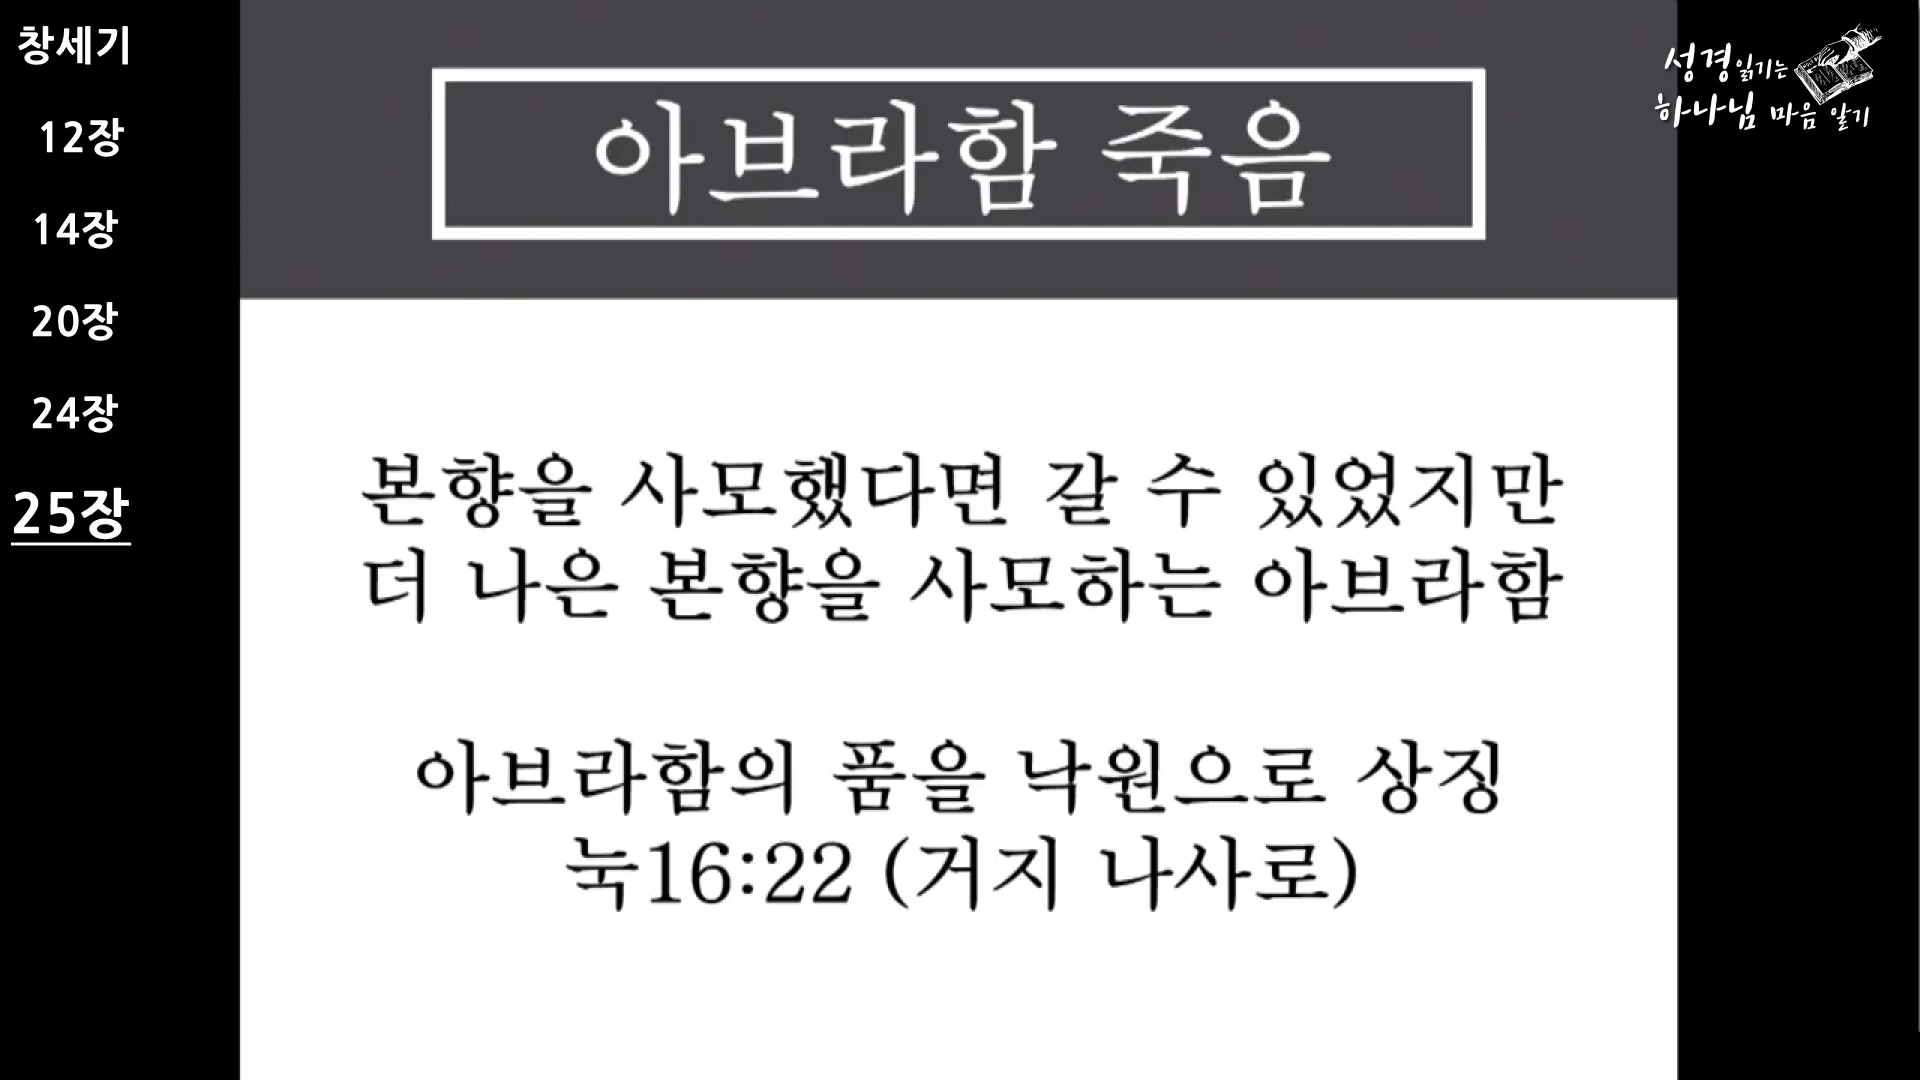 창세기
12장
14장
20장
24장
25장
아브라함 죽음
본향을 사모했다면 갈 수 있었지만
더 나은 본향을 사모하는 아브라함
아브라함의 품을 낙원으로 상징
눅16:22 (거지 나사로)
성경읽기는
하나님 마음 알기